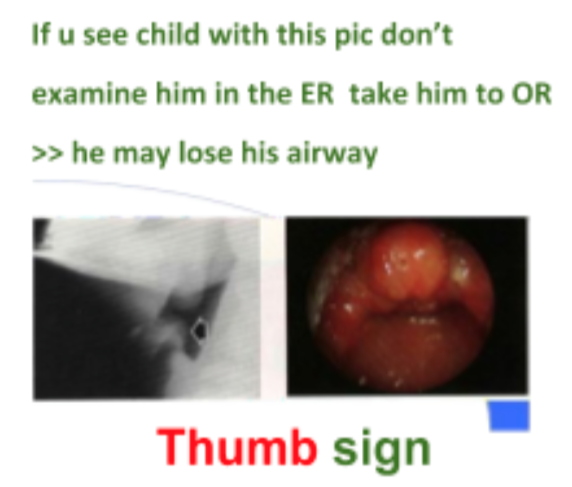 If u see child with this pic don't
examine him in the ER take him to OR
>> he may lose his airway
Thumb sign